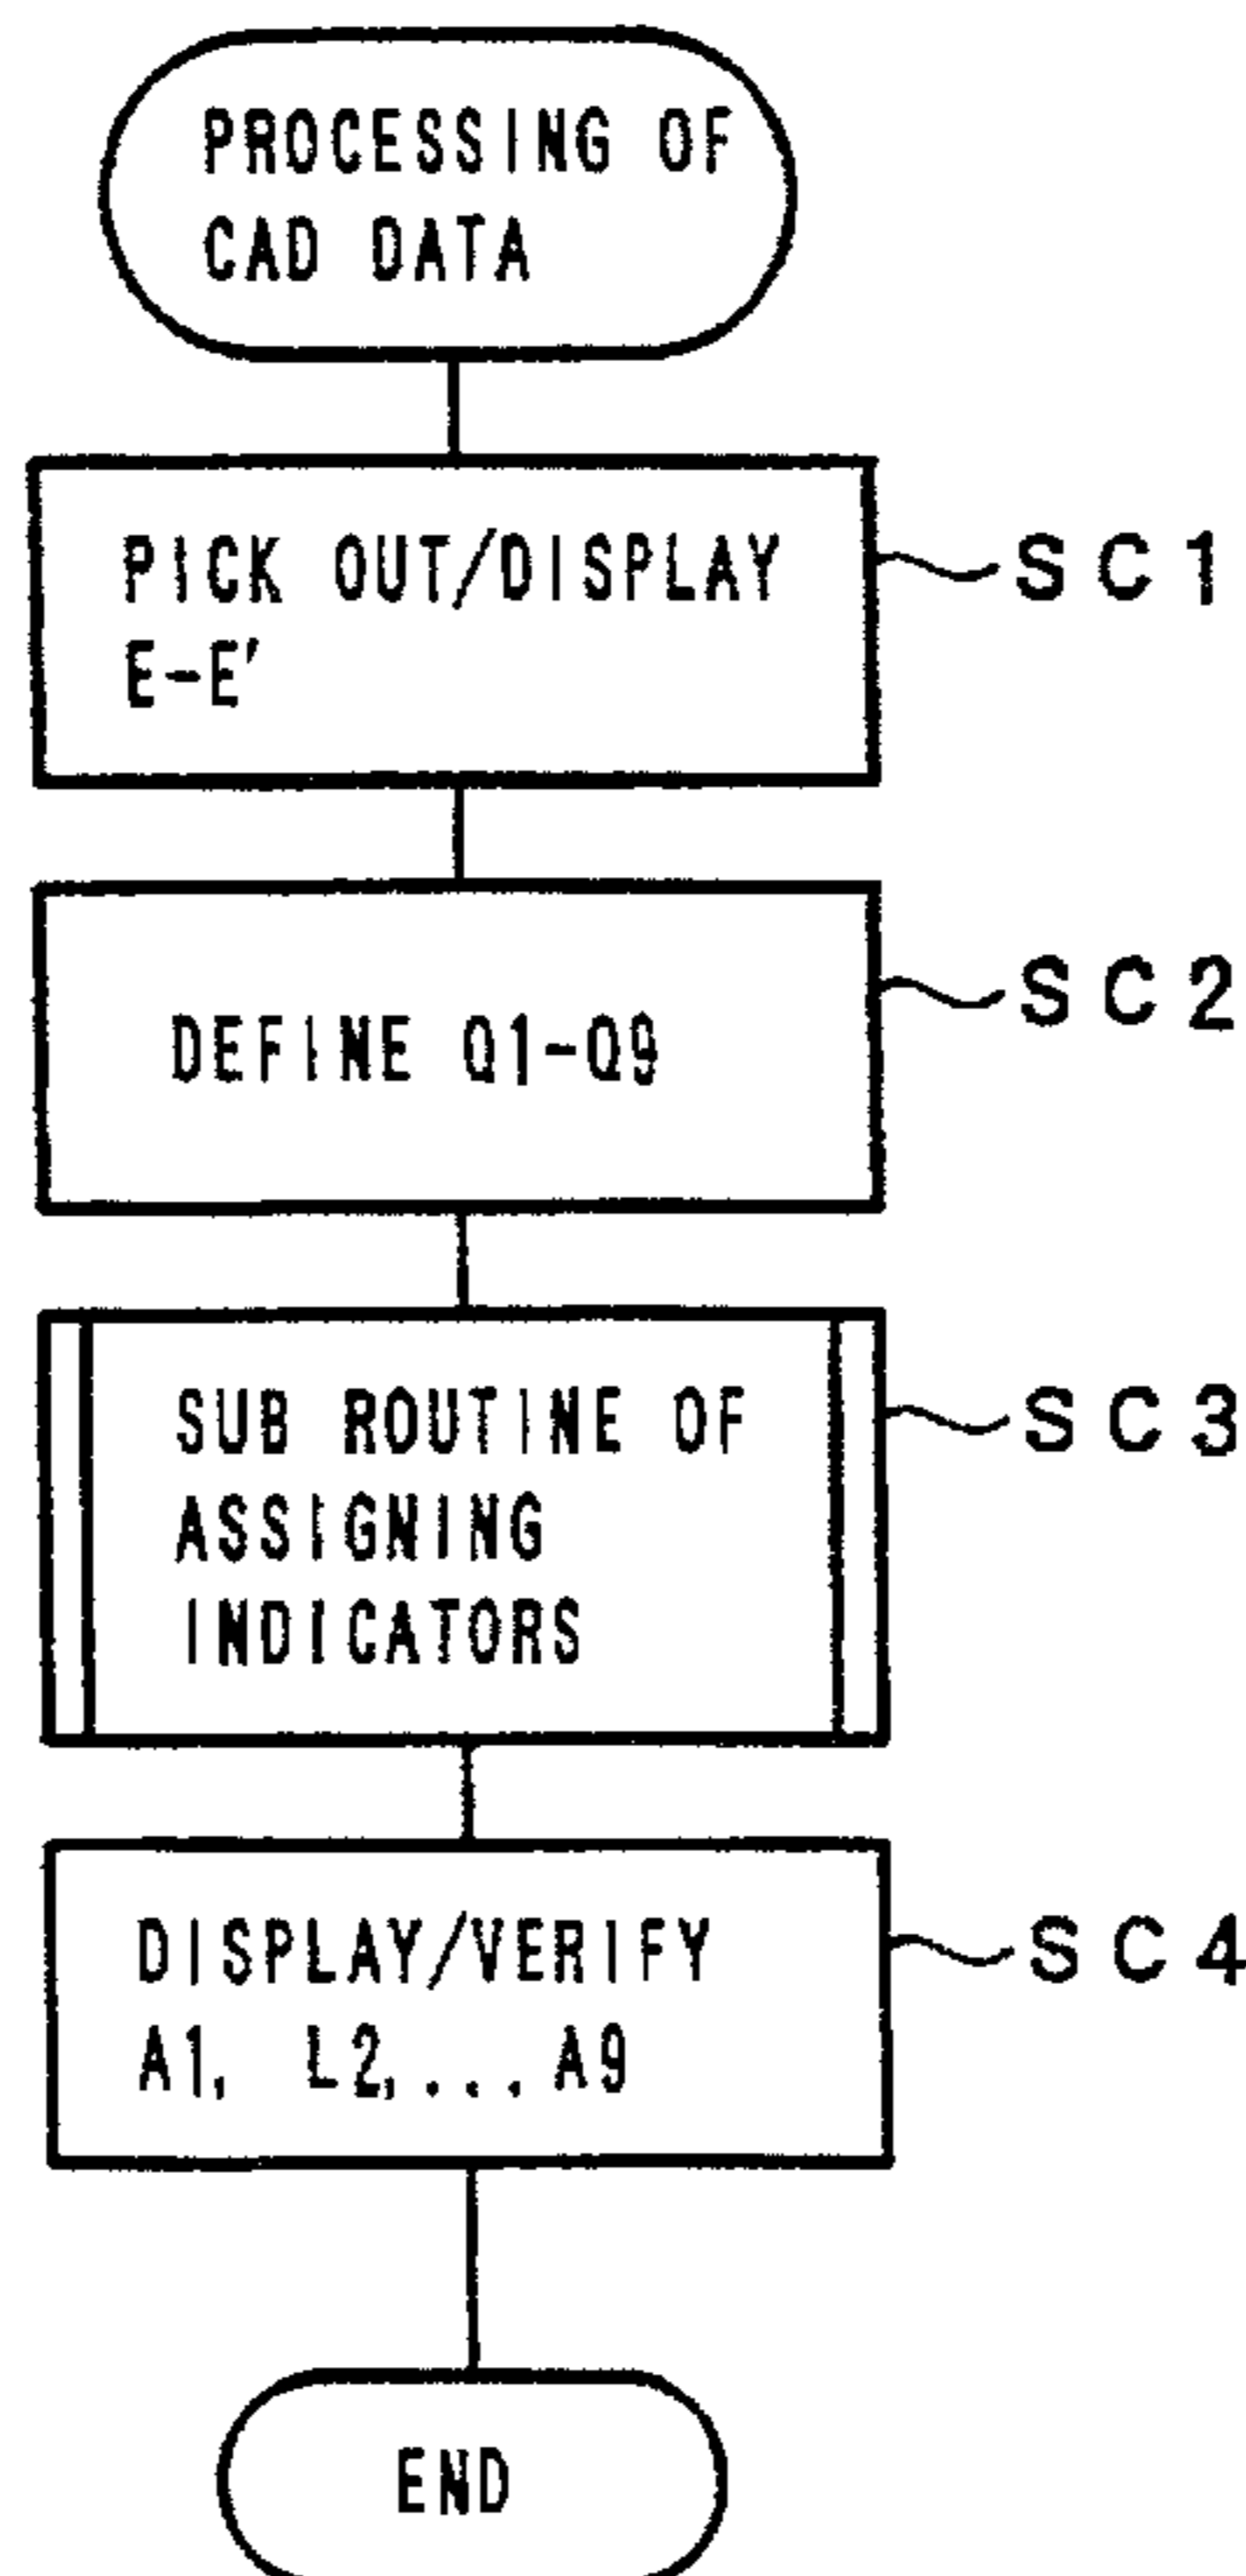 PROCESSING OF
CAD DATA
PICK OUT/DISPLAY
E-E'
SC1
DEFINE Q1-Q9
SC2
SUB ROUTINE OF
ASSIGNING
INDICATORS
SC3
DISPLAY/VERIFY
A1, L2,...A9
SC4
END